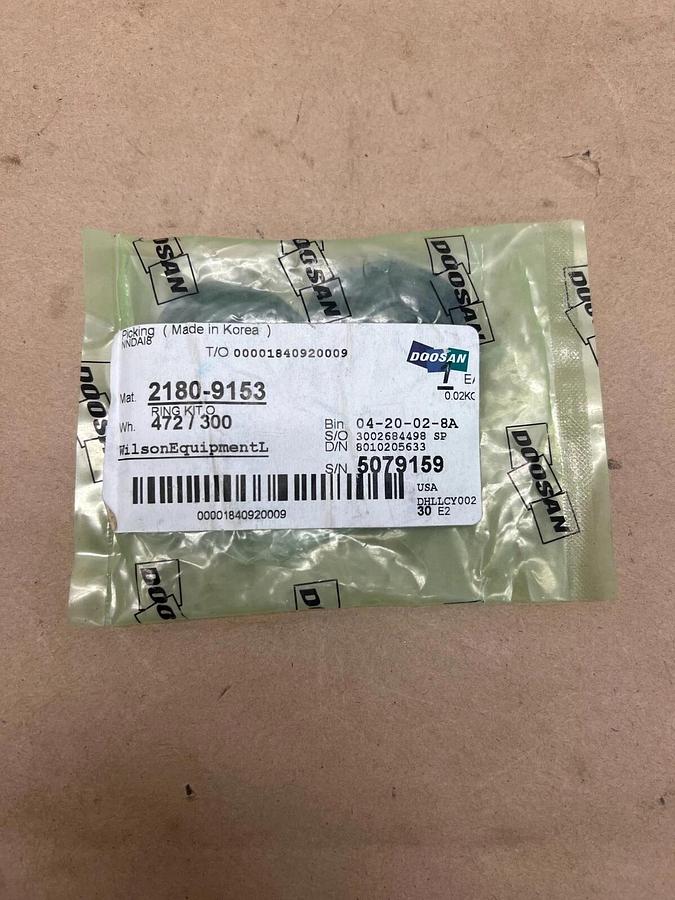 DOOSAN
DOOSAN
DOOSAN
Picking ( Made in Korea )
NNDAI8
T/O 00001840920009
DOOSAN
1 EA
Mat. 2180-9153
0.02KG
RING KIT,O
Wh. 472 / 300
Bin 04-20-02-8A
S/O 3002684498 SP
WilsonEquipmentL
D/N 8010205633
S/N 5079159
USA
DHLLCY002
00001840920009
30 E2
DOOSAN
DOOSAN